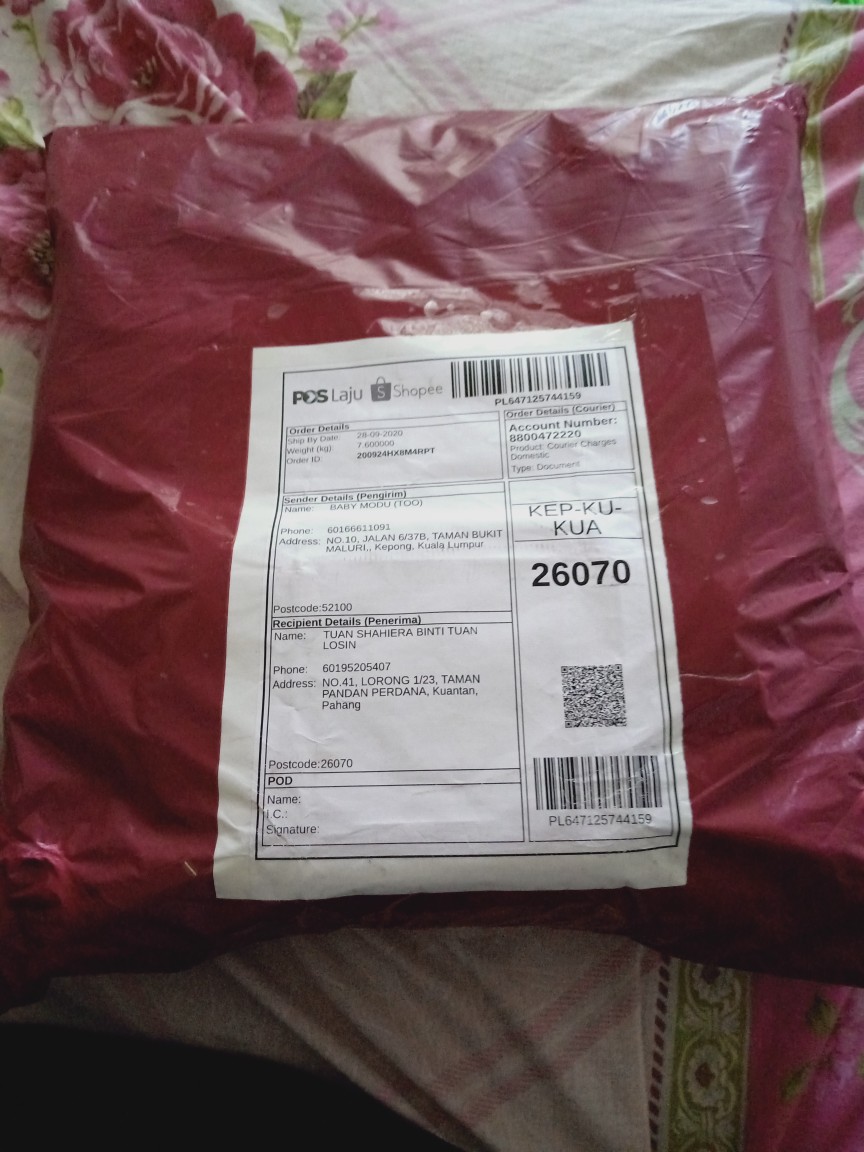 POS Laju S Shopee
PL647125744159
Order Details
Ship By Date: 28-09-2020
Weight (kg): 7.600000
Order ID: 200924HX8M4RPT
Order Details (Courier)
Account Number:
8800472220
Product: Courier Charges
Domestic
Type: Document
Sender Details (Pengirim)
Name: BABY MODU (TDO)
Phone: 60166611091
Address: NO.10, JALAN 6/37B, TAMAN BUKIT
MALURI,, Kepong, Kuala Lumpur
Postcode:52100
KEP-KU-
KUA
26070
Recipient Details (Penerima)
Name: TUAN SHAHIERA BINTI TUAN
LOSIN
Phone: 60195205407
Address: NO.41, LORONG 1/23, TAMAN
PANDAN PERDANA, Kuantan,
Pahang
Postcode:26070
POD
Name:
I.C.:
Signature:
PL647125744159